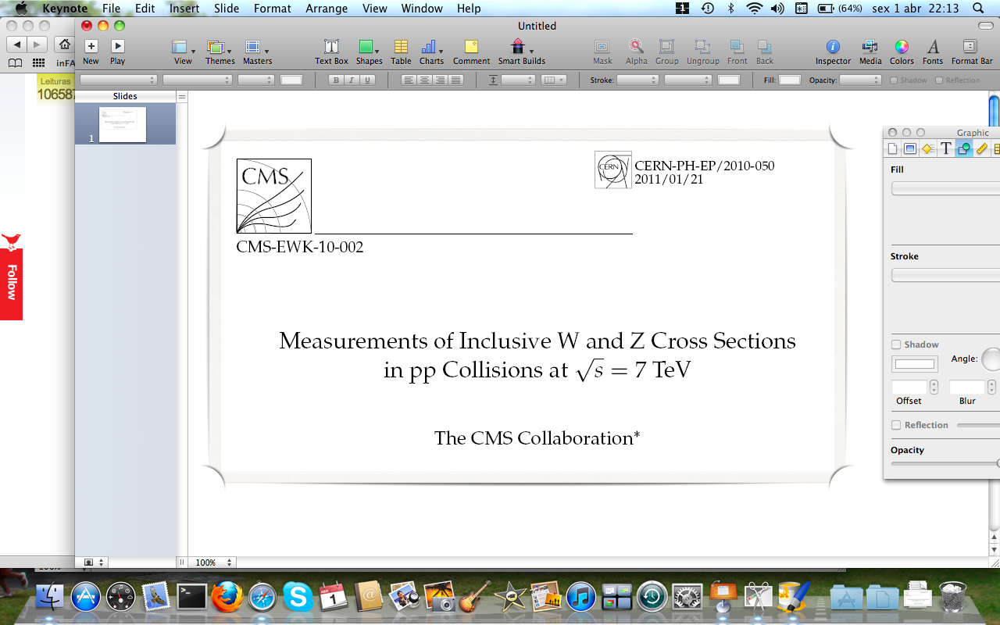 Keynote File Edit Insert Slide Format Arrange View Window Help 1 (64%) sex 1 abr 22:13
Untitled
New Play View Themes Masters Text Box Shapes Table Charts Comment Smart Builds Mask Alpha Group Ungroup Front Back Inspector Media Colors Fonts Format Bar
B I U Stroke: Fill: Opacity: Shadow Reflection
inFA
Leituras
106587
Follow
Slides
1
CMS
CMS-EWK-10-002
CERN
CERN-PH-EP/2010-050
2011/01/21
Measurements of Inclusive W and Z Cross Sections
in pp Collisions at √s = 7 TeV
The CMS Collaboration*
Graphic
T
Fill
Stroke
Shadow
Angle:
Offset Blur
Reflection
Opacity
100%
ABR
1
@